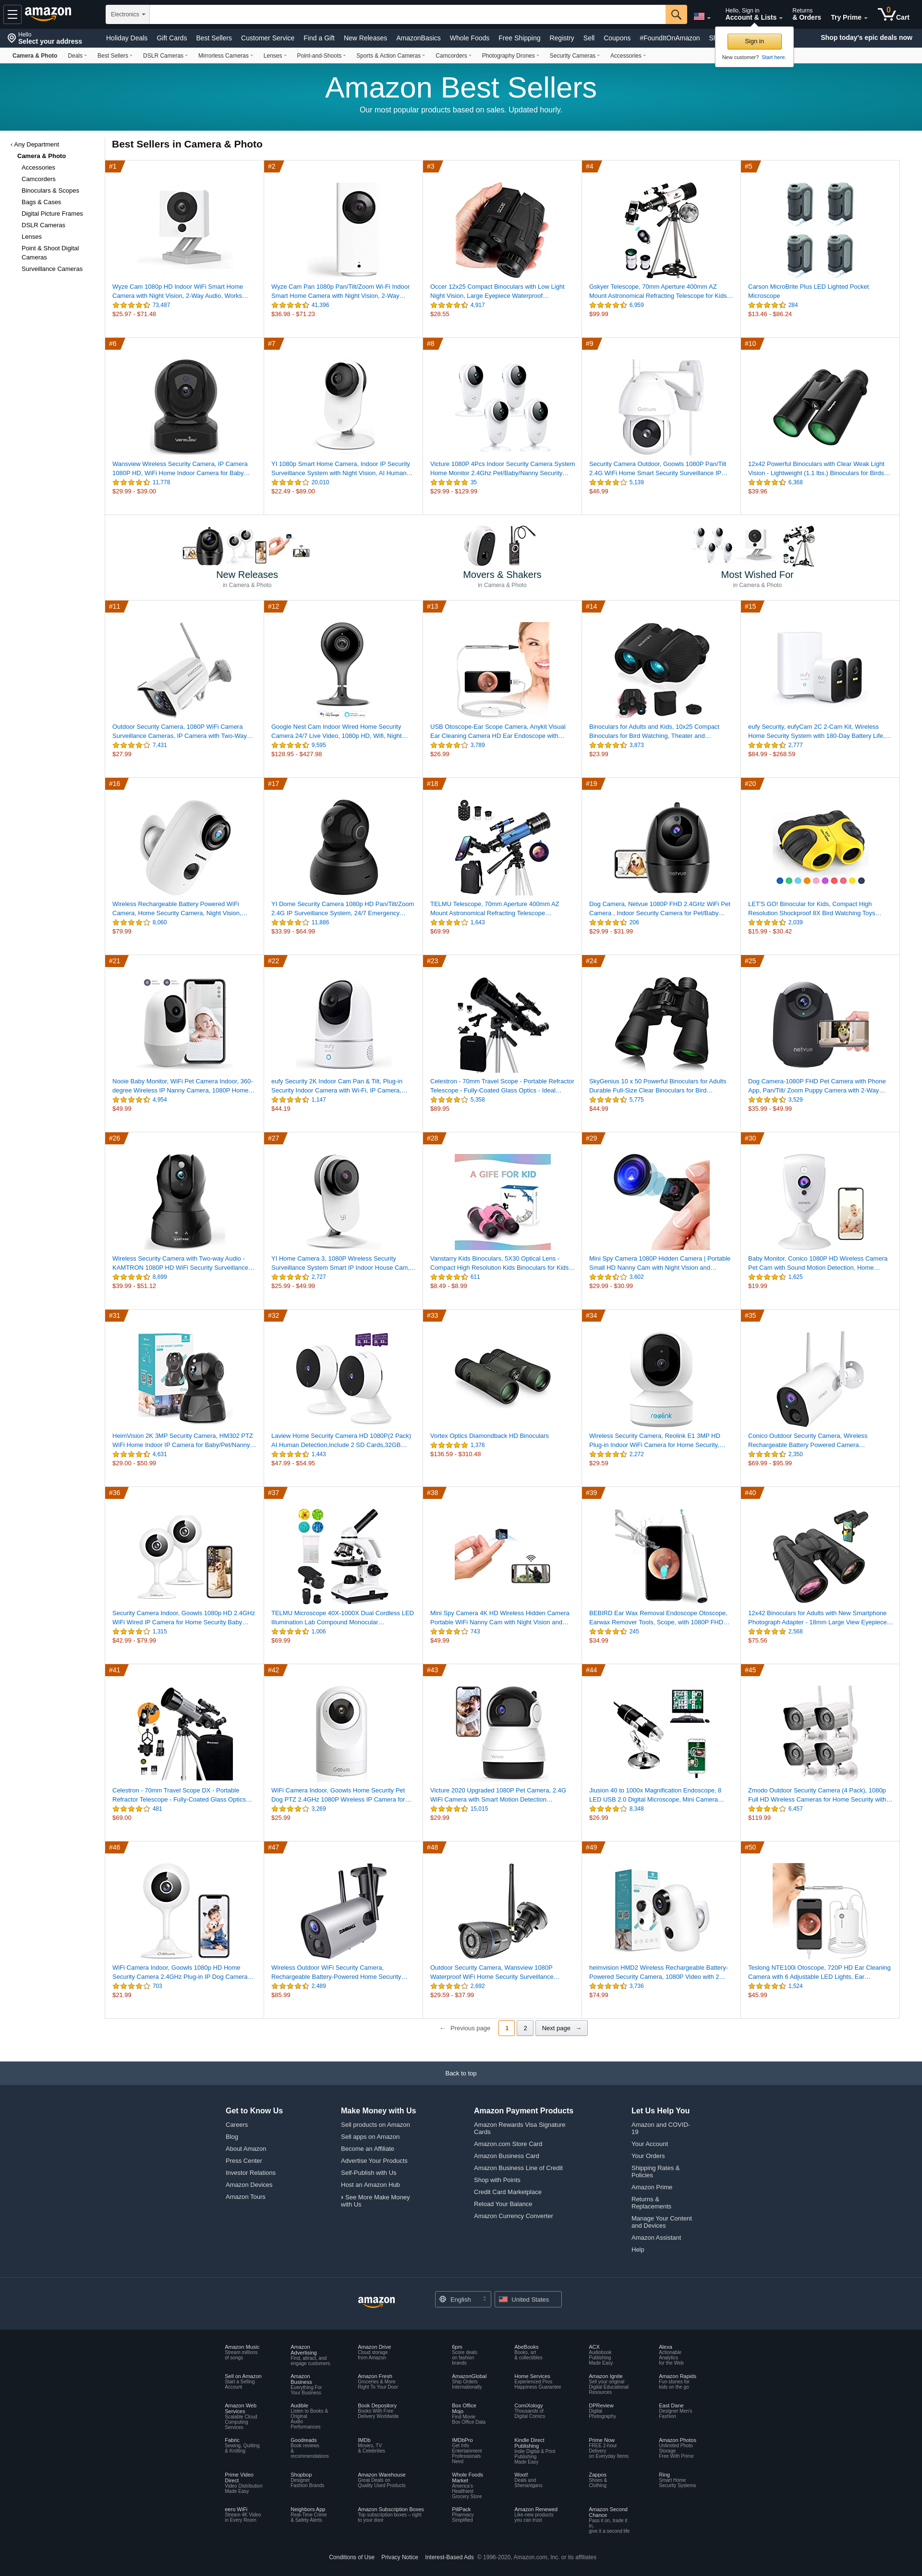 amazon
Electronics
Hello, Sign in
Account & Lists
Returns
& Orders
Try Prime
0
Cart
Hello
Select your address
Holiday Deals
Gift Cards
Best Sellers
Customer Service
Find a Gift
New Releases
AmazonBasics
Whole Foods
Free Shipping
Registry
Sell
Coupons
#FoundItOnAmazon
Shop today's epic deals now
Sign in
New customer? Start here.
Camera & Photo
Deals
Best Sellers
DSLR Cameras
Mirrorless Cameras
Lenses
Point-and-Shoots
Sports & Action Cameras
Camcorders
Photography Drones
Security Cameras
Accessories
Amazon Best Sellers
Our most popular products based on sales. Updated hourly.
‹ Any Department
Camera & Photo
Accessories
Camcorders
Binoculars & Scopes
Bags & Cases
Digital Picture Frames
DSLR Cameras
Lenses
Point & Shoot Digital
Cameras
Surveillance Cameras
Best Sellers in Camera & Photo
#1
Wyze Cam 1080p HD Indoor WiFi Smart Home
Camera with Night Vision, 2-Way Audio, Works…
73,487
$25.97 - $71.48
#2
Wyze Cam Pan 1080p Pan/Tilt/Zoom Wi-Fi Indoor
Smart Home Camera with Night Vision, 2-Way…
41,396
$36.98 - $71.23
#3
Occer 12x25 Compact Binoculars with Low Light
Night Vision, Large Eyepiece Waterproof…
4,917
$28.55
#4
Gskyer Telescope, 70mm Aperture 400mm AZ
Mount Astronomical Refracting Telescope for Kids…
6,959
$99.99
#5
Carson MicroBrite Plus LED Lighted Pocket
Microscope
284
$13.46 - $86.24
#6
Wansview Wireless Security Camera, IP Camera
1080P HD, WiFi Home Indoor Camera for Baby…
11,778
$29.99 - $39.00
#7
YI 1080p Smart Home Camera, Indoor IP Security
Surveillance System with Night Vision, AI Human…
20,010
$22.49 - $89.00
#8
Victure 1080P 4Pcs Indoor Security Camera System
Home Monitor 2.4Ghz Pet/Baby/Nanny Security…
35
$29.99 - $129.99
#9
Security Camera Outdoor, Goowls 1080P Pan/Tilt
2.4G WiFi Home Smart Security Surveillance IP…
5,139
$46.99
#10
12x42 Powerful Binoculars with Clear Weak Light
Vision - Lightweight (1.1 lbs.) Binoculars for Birds…
6,368
$39.96
New Releases
in Camera & Photo
Movers & Shakers
in Camera & Photo
Most Wished For
in Camera & Photo
#11
Outdoor Security Camera, 1080P WiFi Camera
Surveillance Cameras, IP Camera with Two-Way…
7,431
$27.99
#12
Google Nest Cam Indoor Wired Home Security
Camera 24/7 Live Video, 1080p HD, Wifi, Night…
9,595
$128.95 - $427.98
#13
USB Otoscope-Ear Scope Camera, Anykit Visual
Ear Cleaning Camera HD Ear Endoscope with…
3,789
$26.99
#14
Binoculars for Adults and Kids, 10x25 Compact
Binoculars for Bird Watching, Theater and…
3,873
$23.99
#15
eufy Security, eufyCam 2C 2-Cam Kit, Wireless
Home Security System with 180-Day Battery Life,…
2,777
$84.99 - $268.59
#16
Wireless Rechargeable Battery Powered WiFi
Camera, Home Security Camera, Night Vision,…
8,060
$79.99
#17
YI Dome Security Camera 1080p HD Pan/Tilt/Zoom
2.4G IP Surveillance System, 24/7 Emergency…
11,886
$33.99 - $64.99
#18
TELMU Telescope, 70mm Aperture 400mm AZ
Mount Astronomical Refracting Telescope…
1,643
$69.99
#19
Dog Camera, Netvue 1080P FHD 2.4GHz WiFi Pet
Camera , Indoor Security Camera for Pet/Baby…
206
$29.99 - $31.99
#20
LET'S GO! Binocular for Kids, Compact High
Resolution Shockproof 8X Bird Watching Toys…
2,039
$15.99 - $30.42
#21
Nooie Baby Monitor, WiFi Pet Camera Indoor, 360-
degree Wireless IP Nanny Camera, 1080P Home…
4,954
$49.99
#22
eufy Security 2K Indoor Cam Pan & Tilt, Plug-in
Security Indoor Camera with Wi-Fi, IP Camera,…
1,147
$44.19
#23
Celestron - 70mm Travel Scope - Portable Refractor
Telescope - Fully-Coated Glass Optics - Ideal…
5,358
$89.95
#24
SkyGenius 10 x 50 Powerful Binoculars for Adults
Durable Full-Size Clear Binoculars for Bird…
5,775
$44.99
#25
Dog Camera-1080P FHD Pet Camera with Phone
App, Pan/Tilt/ Zoom Puppy Camera with 2-Way…
3,529
$35.99 - $49.99
#26
Wireless Security Camera with Two-way Audio -
KAMTRON 1080P HD WiFi Security Surveillance…
8,699
$39.99 - $51.12
#27
YI Home Camera 3, 1080P Wireless Security
Surveillance System Smart IP Indoor House Cam,…
2,727
$25.99 - $49.99
#28
A GIFE FOR KID
Vanstarry Kids Binoculars, 5X30 Optical Lens -
Compact High Resolution Kids Binoculars for Kids…
611
$8.49 - $8.99
#29
Mini Spy Camera 1080P Hidden Camera | Portable
Small HD Nanny Cam with Night Vision and…
3,602
$29.99 - $30.99
#30
Baby Monitor, Conico 1080P HD Wireless Camera
Pet Cam with Sound Motion Detection, Home…
1,625
$19.99
#31
HeimVision 2K 3MP Security Camera, HM302 PTZ
WiFi Home Indoor IP Camera for Baby/Pet/Nanny…
4,631
$29.00 - $50.99
#32
Laview Home Security Camera HD 1080P(2 Pack)
AI Human Detection,Include 2 SD Cards,32GB…
1,443
$47.99 - $54.95
#33
Vortex Optics Diamondback HD Binoculars
1,376
$136.59 - $310.48
#34
reolink
Wireless Security Camera, Reolink E1 3MP HD
Plug-in Indoor WiFi Camera for Home Security,…
2,272
$29.59
#35
Conico Outdoor Security Camera, Wireless
Rechargeable Battery Powered Camera…
2,350
$69.99 - $95.99
#36
Security Camera Indoor, Goowls 1080p HD 2.4GHz
WiFi Wired IP Camera for Home Security Baby…
1,315
$42.99 - $79.99
#37
TELMU Microscope 40X-1000X Dual Cordless LED
Illumination Lab Compound Monocular…
1,006
$69.99
#38
Mini Spy Camera 4K HD Wireless Hidden Camera
Portable WiFi Nanny Cam with Night Vision and…
743
$49.99
#39
BEBIRD Ear Wax Removal Endoscope Otoscope,
Earwax Remover Tools, Scope, with 1080P FHD…
245
$34.99
#40
12x42 Binoculars for Adults with New Smartphone
Photograph Adapter - 18mm Large View Eyepiece…
2,568
$75.56
#41
Celestron - 70mm Travel Scope DX - Portable
Refractor Telescope - Fully-Coated Glass Optics…
481
$69.00
#42
WiFi Camera Indoor, Goowls Home Security Pet
Dog PTZ 2.4GHz 1080P Wireless IP Camera for…
3,269
$25.99
#43
Victure 2020 Upgraded 1080P Pet Camera, 2.4G
WiFi Camera with Smart Motion Detection…
15,015
$29.99
#44
Jiusion 40 to 1000x Magnification Endoscope, 8
LED USB 2.0 Digital Microscope, Mini Camera…
8,348
$26.99
#45
Zmodo Outdoor Security Camera (4 Pack), 1080p
Full HD Wireless Cameras for Home Security with…
6,457
$119.99
#46
WiFi Camera Indoor, Goowls 1080p HD Home
Security Camera 2.4GHz Plug-in IP Dog Camera…
703
$21.99
#47
Wireless Outdoor WiFi Security Camera,
Rechargeable Battery-Powered Home Security…
2,489
$85.99
#48
Outdoor Security Camera, Wansview 1080P
Waterproof WiFi Home Security Surveillance…
2,692
$29.59 - $37.99
#49
heimvision HMD2 Wireless Rechargeable Battery-
Powered Security Camera, 1080P Video with 2…
3,736
$74.99
#50
Teslong NTE100i Otoscope, 720P HD Ear Cleaning
Camera with 6 Adjustable LED Lights, Ear…
1,524
$45.99
← Previous page
1
2
Next page →
Back to top
Get to Know Us
Careers
Blog
About Amazon
Press Center
Investor Relations
Amazon Devices
Amazon Tours
Make Money with Us
Sell products on Amazon
Sell apps on Amazon
Become an Affiliate
Advertise Your Products
Self-Publish with Us
Host an Amazon Hub
› See More Make Money
with Us
Amazon Payment Products
Amazon Rewards Visa Signature
Cards
Amazon.com Store Card
Amazon Business Card
Amazon Business Line of Credit
Shop with Points
Credit Card Marketplace
Reload Your Balance
Amazon Currency Converter
Let Us Help You
Amazon and COVID-
19
Your Account
Your Orders
Shipping Rates &
Policies
Amazon Prime
Returns &
Replacements
Manage Your Content
and Devices
Amazon Assistant
Help
amazon
English
United States
Amazon Music
Stream millions
of songs
Amazon
Advertising
Find, attract, and
engage customers
Amazon Drive
Cloud storage
from Amazon
6pm
Score deals
on fashion
brands
AbeBooks
Books, art
& collectibles
ACX
Audiobook
Publishing
Made Easy
Alexa
Actionable
Analytics
for the Web
Sell on Amazon
Start a Selling
Account
Amazon
Business
Everything For
Your Business
Amazon Fresh
Groceries & More
Right To Your Door
AmazonGlobal
Ship Orders
Internationally
Home Services
Experienced Pros
Happiness Guarantee
Amazon Ignite
Sell your original
Digital Educational
Resources
Amazon Rapids
Fun stories for
kids on the go
Amazon Web
Services
Scalable Cloud
Computing
Services
Audible
Listen to Books &
Original
Audio
Performances
Book Depository
Books With Free
Delivery Worldwide
Box Office
Mojo
Find Movie
Box Office Data
ComiXology
Thousands of
Digital Comics
DPReview
Digital
Photography
East Dane
Designer Men's
Fashion
Fabric
Sewing, Quilting
& Knitting
Goodreads
Book reviews
&
recommendations
IMDb
Movies, TV
& Celebrities
IMDbPro
Get Info
Entertainment
Professionals
Need
Kindle Direct
Publishing
Indie Digital & Print
Publishing
Made Easy
Prime Now
FREE 2-hour
Delivery
on Everyday Items
Amazon Photos
Unlimited Photo
Storage
Free With Prime
Prime Video
Direct
Video Distribution
Made Easy
Shopbop
Designer
Fashion Brands
Amazon Warehouse
Great Deals on
Quality Used Products
Whole Foods
Market
America's
Healthiest
Grocery Store
Woot!
Deals and
Shenanigans
Zappos
Shoes &
Clothing
Ring
Smart Home
Security Systems
eero WiFi
Stream 4K Video
in Every Room
Neighbors App
Real-Time Crime
& Safety Alerts
Amazon Subscription Boxes
Top subscription boxes – right
to your door
PillPack
Pharmacy
Simplified
Amazon Renewed
Like-new products
you can trust
Amazon Second
Chance
Pass it on, trade it
in,
give it a second life
Conditions of Use
Privacy Notice
Interest-Based Ads
© 1996-2020, Amazon.com, Inc. or its affiliates